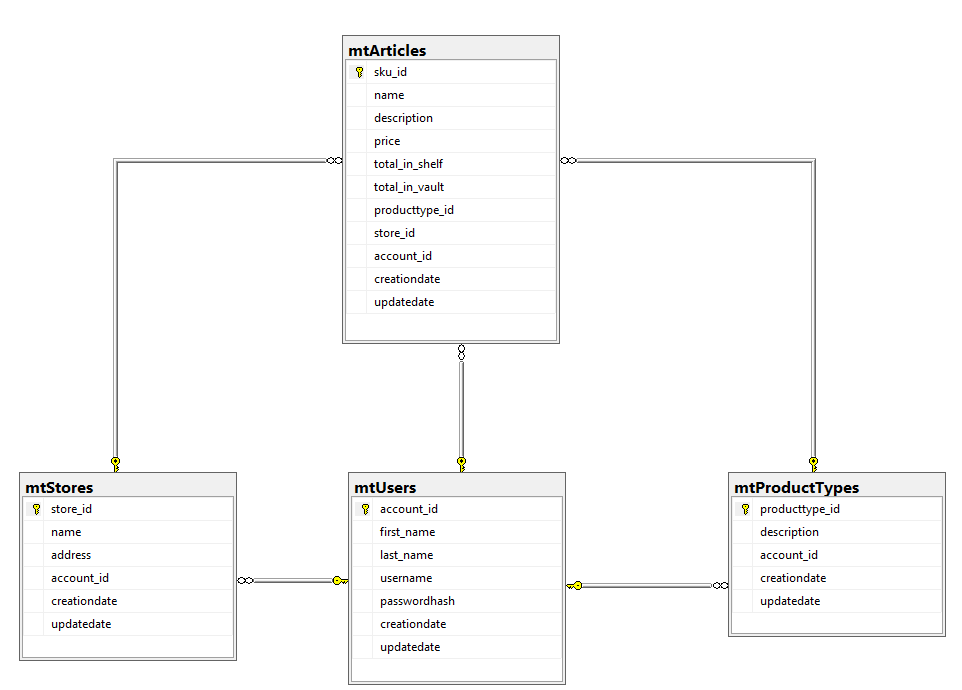 mtArticles
sku_id
name
description
price
total_in_shelf
total_in_vault
producttype_id
store_id
account_id
creationdate
updatedate
mtStores
store_id
name
address
account_id
creationdate
updatedate
mtUsers
account_id
first_name
last_name
username
passwordhash
creationdate
updatedate
mtProductTypes
producttype_id
description
account_id
creationdate
updatedate